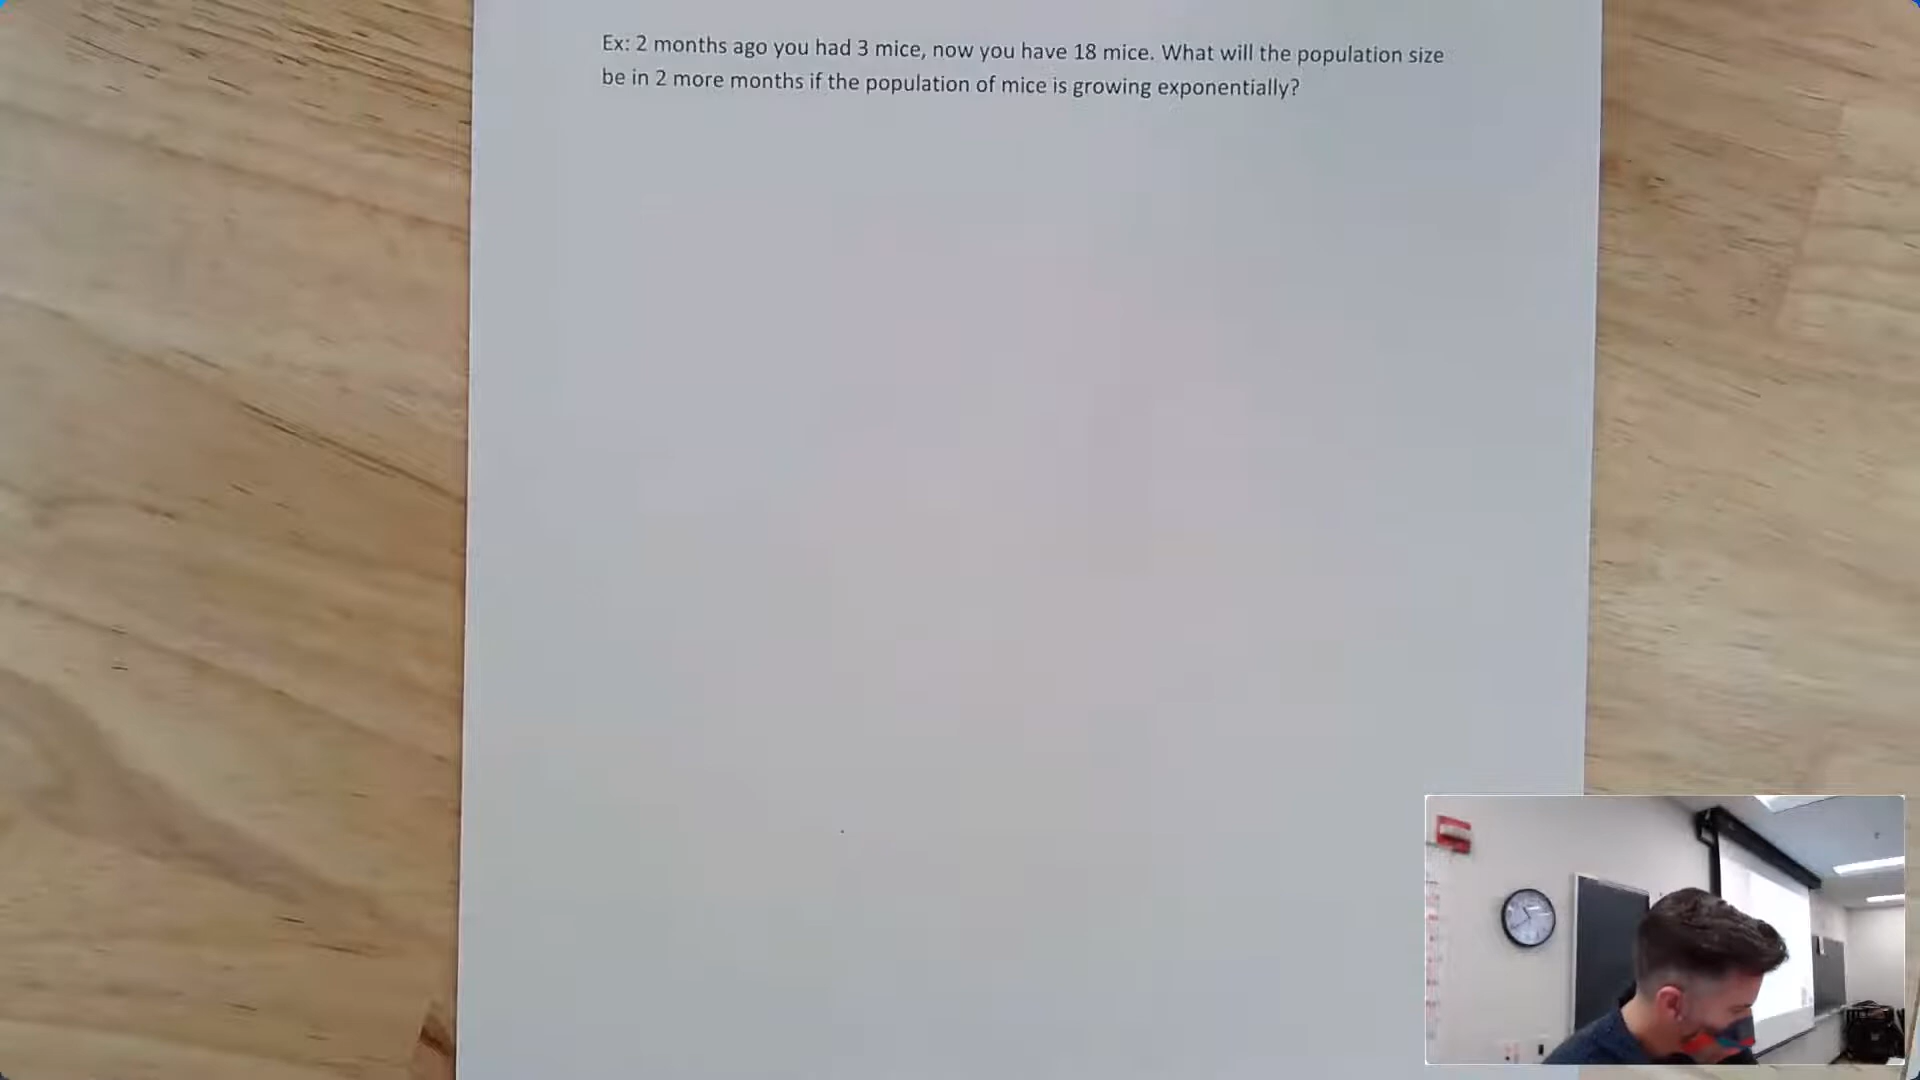 Ex: 2 months ago you had 3 mice, now you have 18 mice. What will the population size
be in 2 more months if the population of mice is growing exponentially?